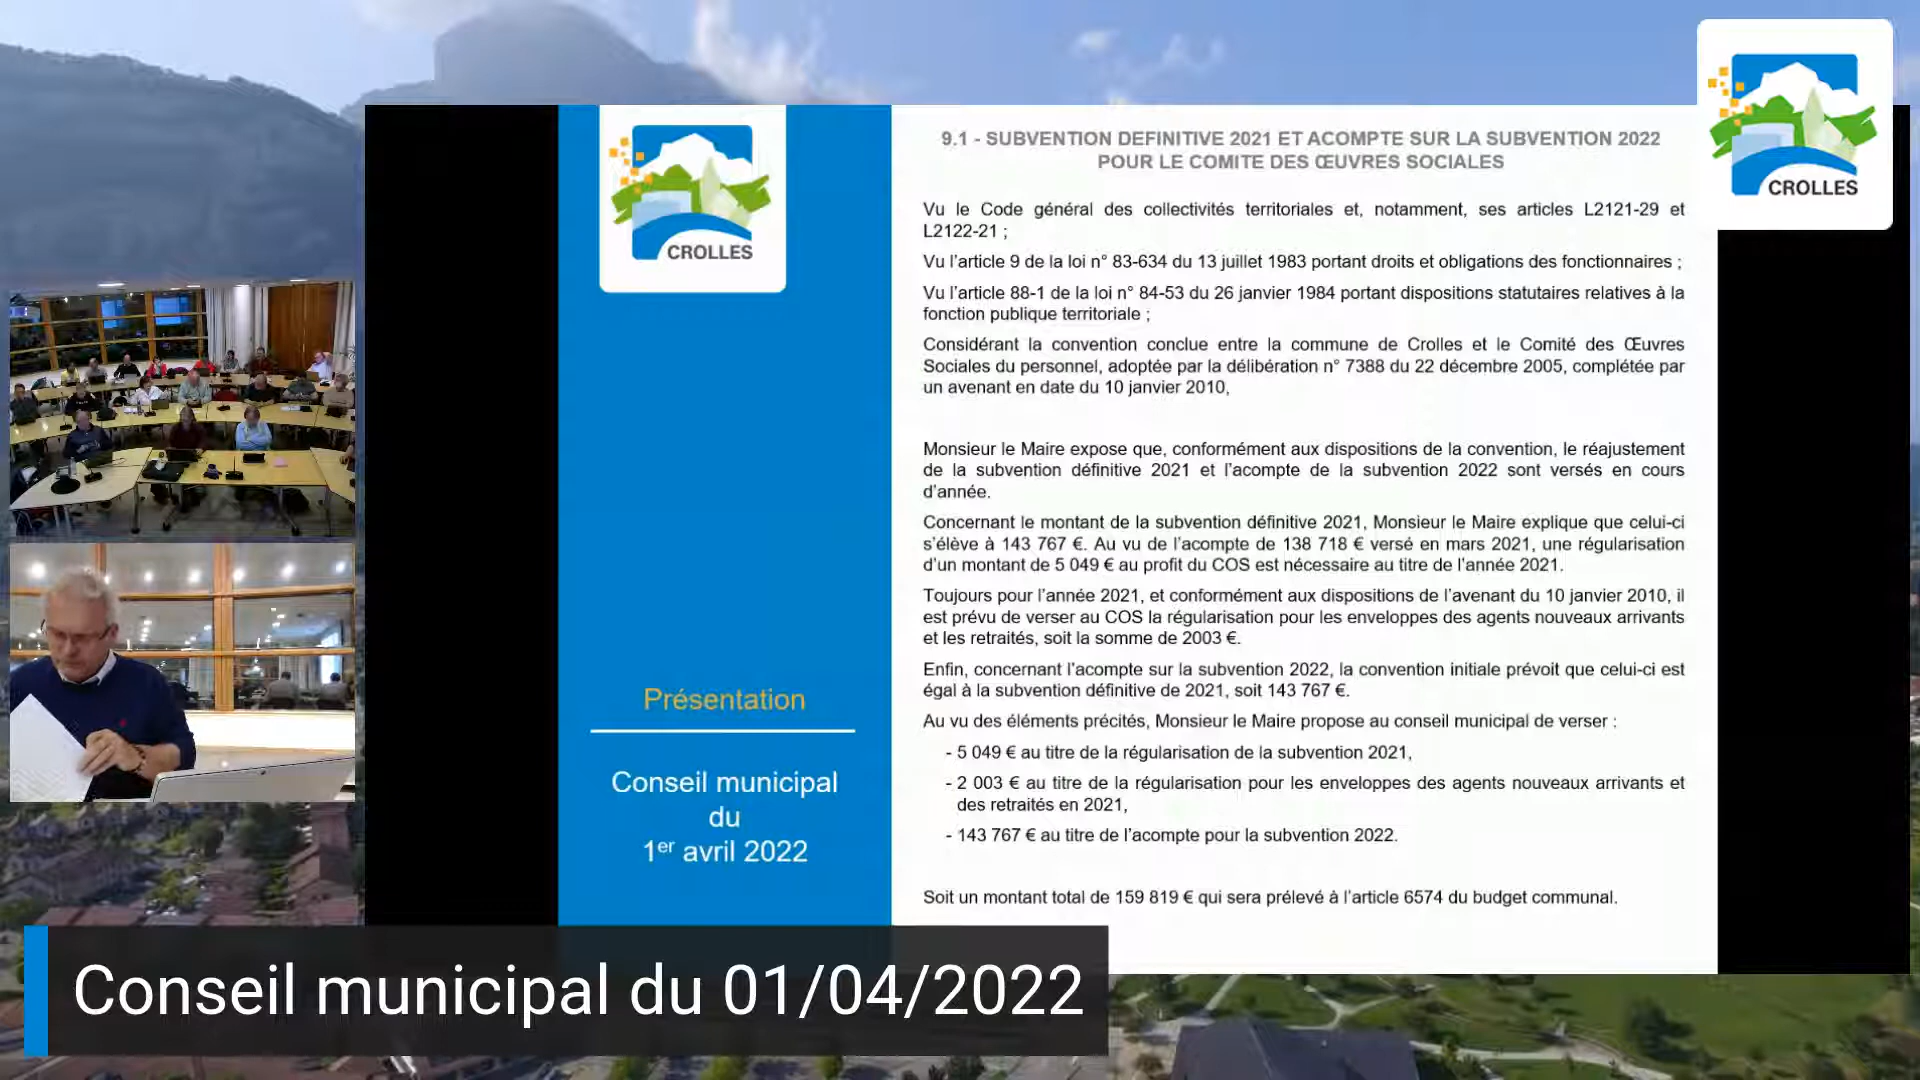 CROLLES
CROLLES
9.1 - SUBVENTION DEFINITIVE 2021 ET ACOMPTE SUR LA SUBVENTION 2022
POUR LE COMITE DES ŒUVRES SOCIALES
Vu le Code général des collectivités territoriales et, notamment, ses articles L2121-29 et
L2122-21 ;
Vu l'article 9 de la loi n° 83-634 du 13 juillet 1983 portant droits et obligations des fonctionnaires ;
Vu l'article 88-1 de la loi n° 84-53 du 26 janvier 1984 portant dispositions statutaires relatives à la
fonction publique territoriale ;
Considérant la convention conclue entre la commune de Crolles et le Comité des Œuvres
Sociales du personnel, adoptée par la délibération n° 7388 du 22 décembre 2005, complétée par
un avenant en date du 10 janvier 2010,
Monsieur le Maire expose que, conformément aux dispositions de la convention, le réajustement
de la subvention définitive 2021 et l'acompte de la subvention 2022 sont versés en cours
d'année.
Concernant le montant de la subvention définitive 2021, Monsieur le Maire explique que celui-ci
s'élève à 143 767 €. Au vu de l'acompte de 138 718 € versé en mars 2021, une régularisation
d'un montant de 5 049 € au profit du COS est nécessaire au titre de l'année 2021.
Toujours pour l'année 2021, et conformément aux dispositions de l'avenant du 10 janvier 2010, il
est prévu de verser au COS la régularisation pour les enveloppes des agents nouveaux arrivants
et les retraités, soit la somme de 2003 €.
Enfin, concernant l'acompte sur la subvention 2022, la convention initiale prévoit que celui-ci est
égal à la subvention définitive de 2021, soit 143 767 €.
Au vu des éléments précités, Monsieur le Maire propose au conseil municipal de verser :
- 5 049 € au titre de la régularisation de la subvention 2021,
- 2 003 € au titre de la régularisation pour les enveloppes des agents nouveaux arrivants et
des retraités en 2021,
- 143 767 € au titre de l'acompte pour la subvention 2022.
Soit un montant total de 159 819 € qui sera prélevé à l'article 6574 du budget communal.
Présentation
Conseil municipal
du
1er avril 2022
Conseil municipal du 01/04/2022